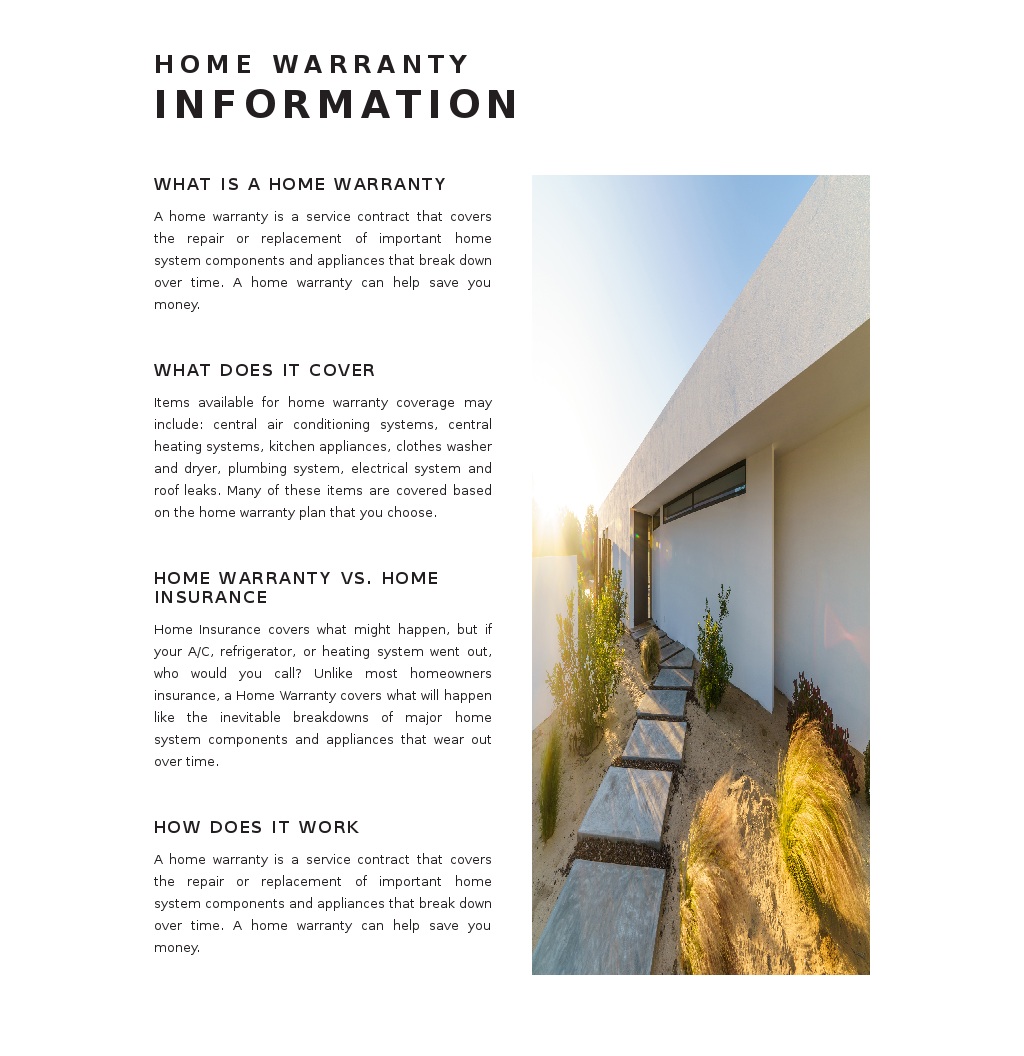 HOME WARRANTY
INFORMATION
WHAT IS A HOME WARRANTY
A home warranty is a service contract that covers
the repair or replacement of important home
system components and appliances that break down
over time. A home warranty can help save you
money.
WHAT DOES IT COVER
Items available for home warranty coverage may
include: central air conditioning systems, central
heating systems, kitchen appliances, clothes washer
and dryer, plumbing system, electrical system and
roof leaks. Many of these items are covered based
on the home warranty plan that you choose.
HOME WARRANTY VS. HOME
INSURANCE
Home Insurance covers what might happen, but if
your A/C, refrigerator, or heating system went out,
who would you call? Unlike most homeowners
insurance, a Home Warranty covers what will happen
like the inevitable breakdowns of major home
system components and appliances that wear out
over time.
HOW DOES IT WORK
A home warranty is a service contract that covers
the repair or replacement of important home
system components and appliances that break down
over time. A home warranty can help save you
money.